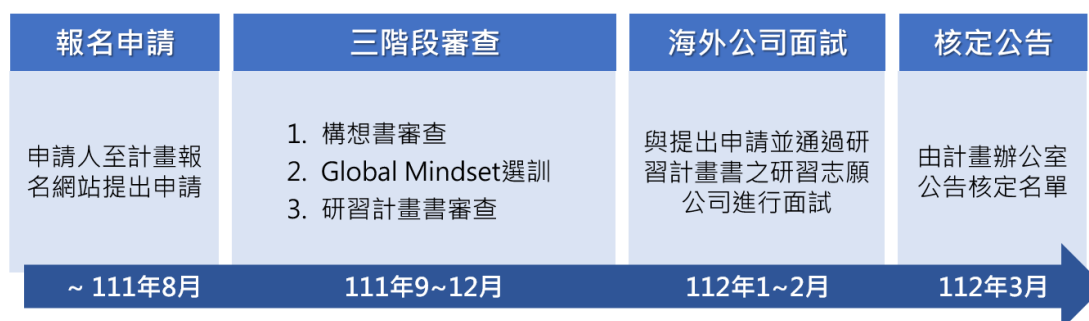 報名申請
申請人至計畫報
名網站提出申請
~ 111年8月
三階段審查
1. 構想書審查
2. Global Mindset選訓
3. 研習計畫書審查
111年9~12月
海外公司面試
與提出申請並通過研
習計畫書之研習志願
公司進行面試
112年1~2月
核定公告
由計畫辦公室
公告核定名單
112年3月